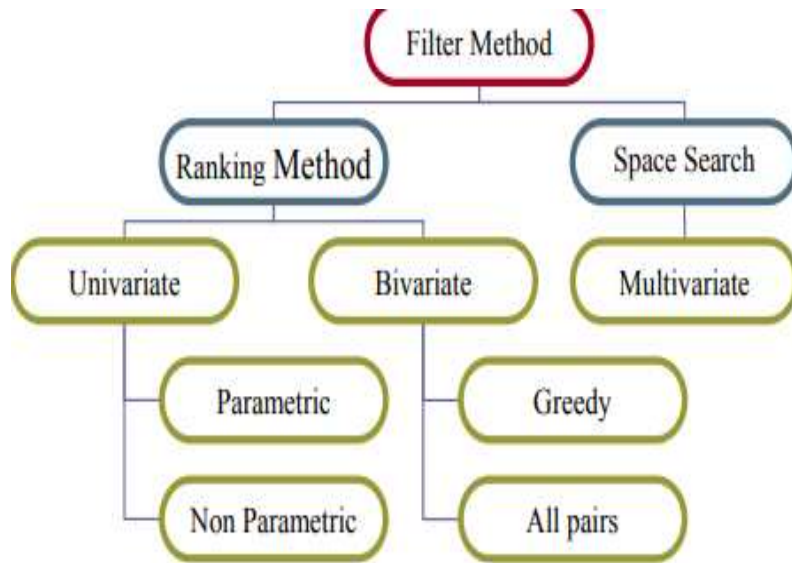 Filter Method
Ranking Method
Space Search
Univariate
Bivariate
Multivariate
Parametric
Greedy
Non Parametric
All pairs